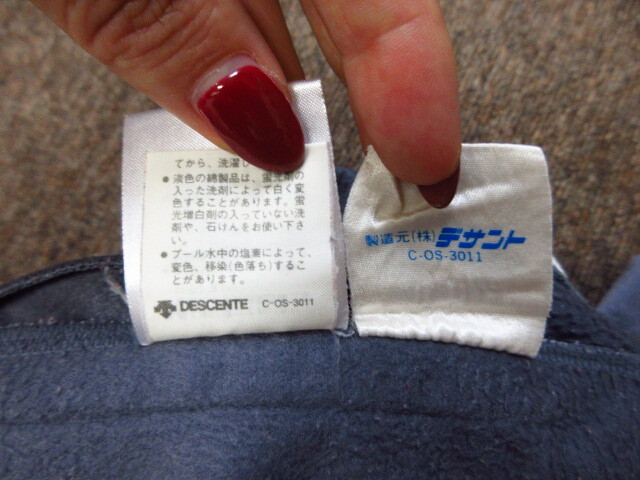 てから、洗濯し
●淡色の綿製品は、蛍光剤の
入った洗剤によって白く変
色することがあります。蛍
光増白剤の入っていない洗
剤や、石けんをお使い下さ
い。
●プール水中の塩素によって、
変色、移染(色落ち)するこ
とがあります。
DESCENTE C-OS-3011
製造元(株)デサント
C-OS-3011